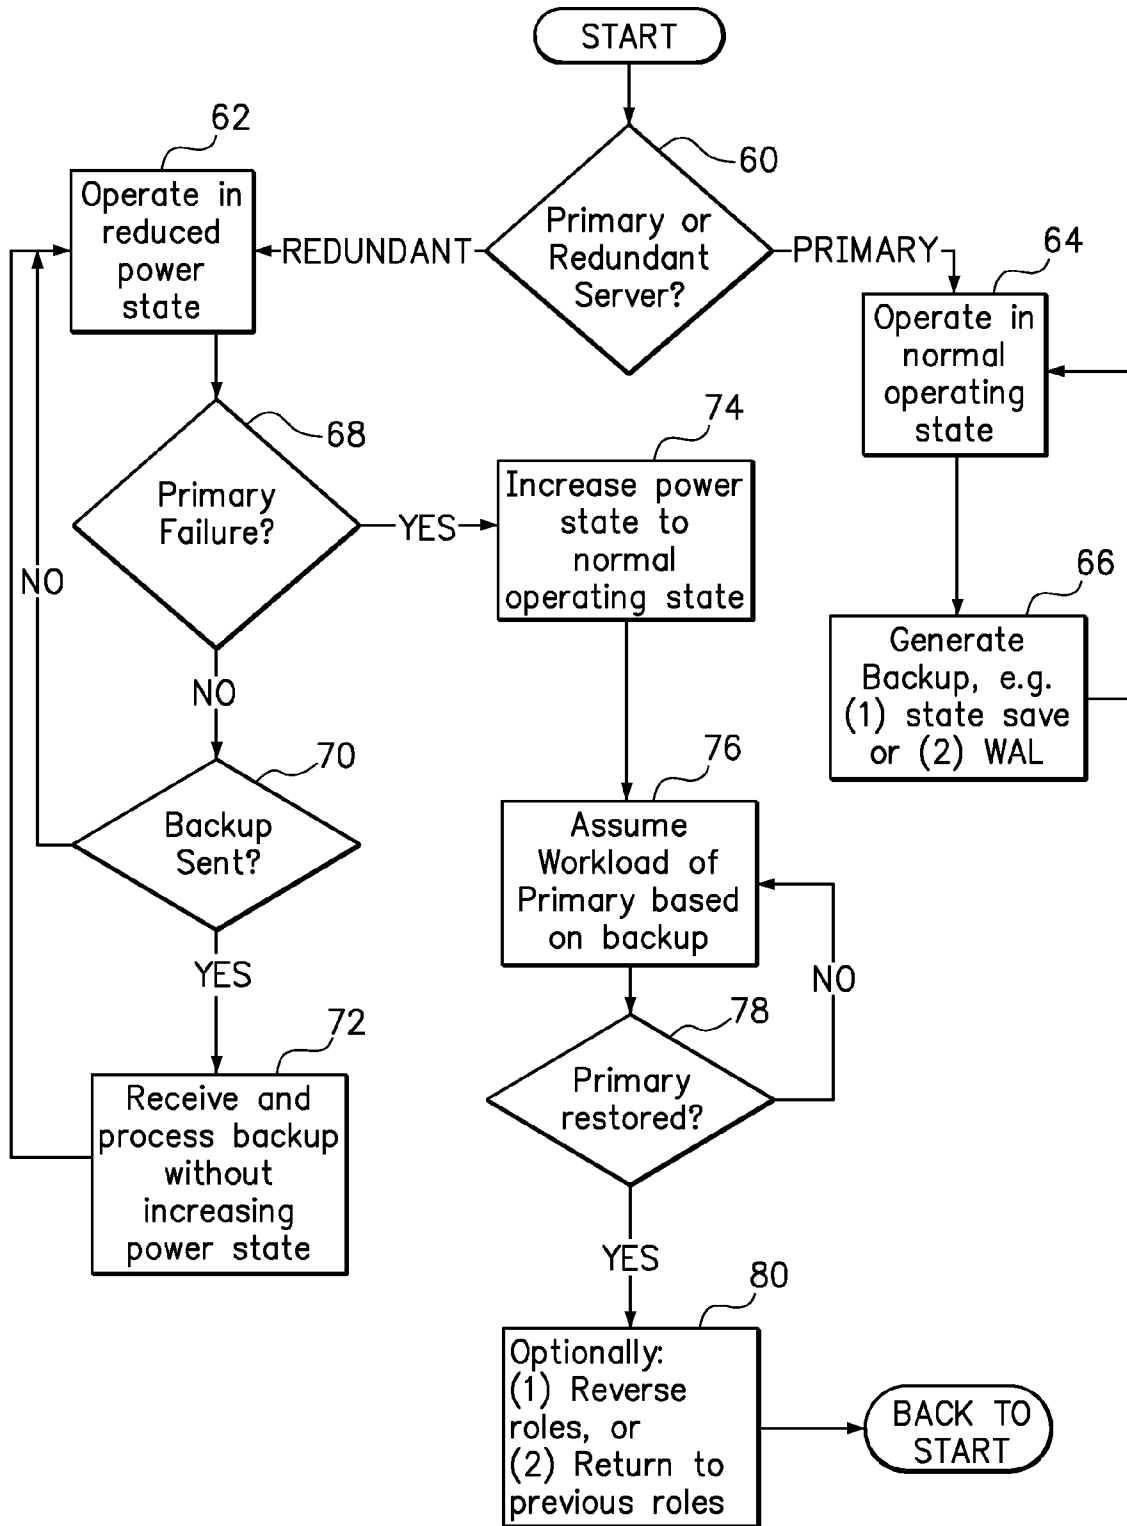 START
60
Primary or
Redundant
Server?
REDUNDANT
PRIMARY
62
Operate in
reduced
power
state
64
Operate in
normal
operating
state
68
Primary
Failure?
YES
NO
NO
74
Increase power
state to
normal
operating state
66
Generate
Backup, e.g.
(1) state save
or (2) WAL
70
Backup
Sent?
YES
76
Assume
Workload of
Primary based
on backup
NO
72
Receive and
process backup
without
increasing
power state
78
Primary
restored?
YES
80
Optionally:
(1) Reverse
roles, or
(2) Return to
previous roles
BACK TO
START